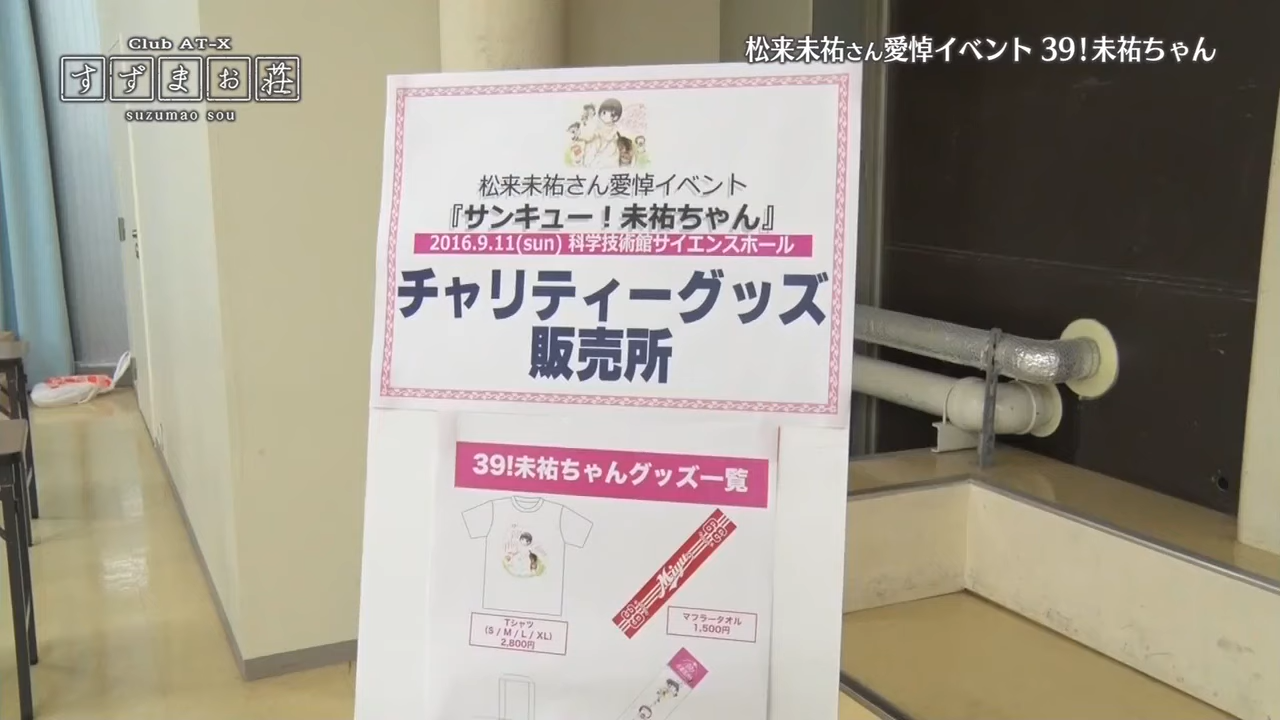 Club AT-X
すずまお荘
suzumao sou
松来未祐さん愛悼イベント 39!未祐ちゃん
松来未祐さん愛悼イベント
『サンキュー!未祐ちゃん』
2016.9.11(sun) 科学技術館サイエンスホール
チャリティーグッズ
販売所
39!未祐ちゃんグッズ一覧
Miyu
Tシャツ
(S / M / L / XL)
2,800円
マフラータオル
1,500円